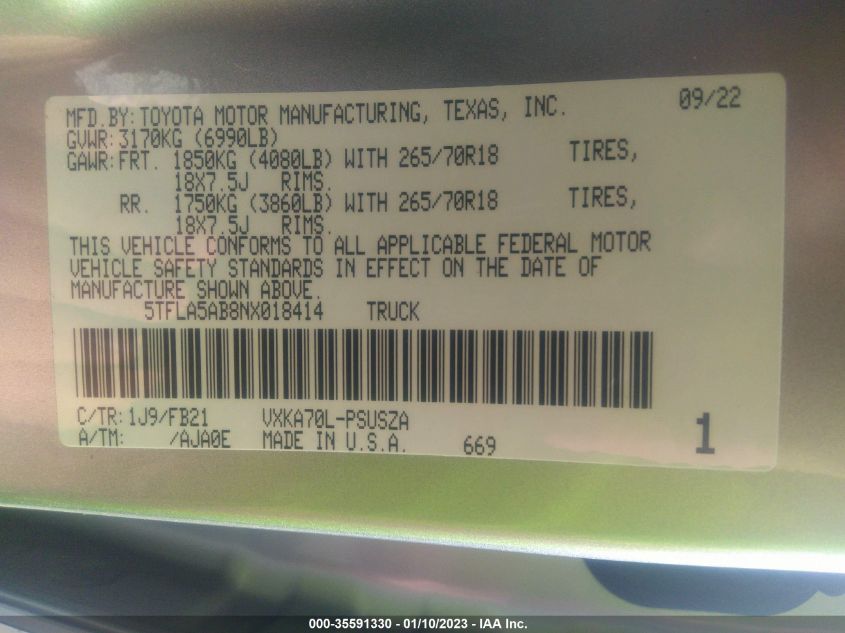 MFD.BY: TOYOTA MOTOR MANUFACTURING, TEXAS, INC. 09/22
GVWR: 3170KG (6990LB)
GAWR: FRT. 1850KG (4080LB) WITH 265/70R18 TIRES,
18X7.5J RIMS.
RR. 1750KG (3860LB) WITH 265/70R18 TIRES,
18X7.5J RIMS.
THIS VEHICLE CONFORMS TO ALL APPLICABLE FEDERAL MOTOR
VEHICLE SAFETY STANDARDS IN EFFECT ON THE DATE OF
MANUFACTURE SHOWN ABOVE.
5TFLA5AB8NX018414 TRUCK
C/TR: 1J9/FB21 VXKA70L-PSUSZA
A/TM: /AJA0E MADE IN U.S.A. 669 1
000-35591330 - 01/10/2023 - IAA Inc.